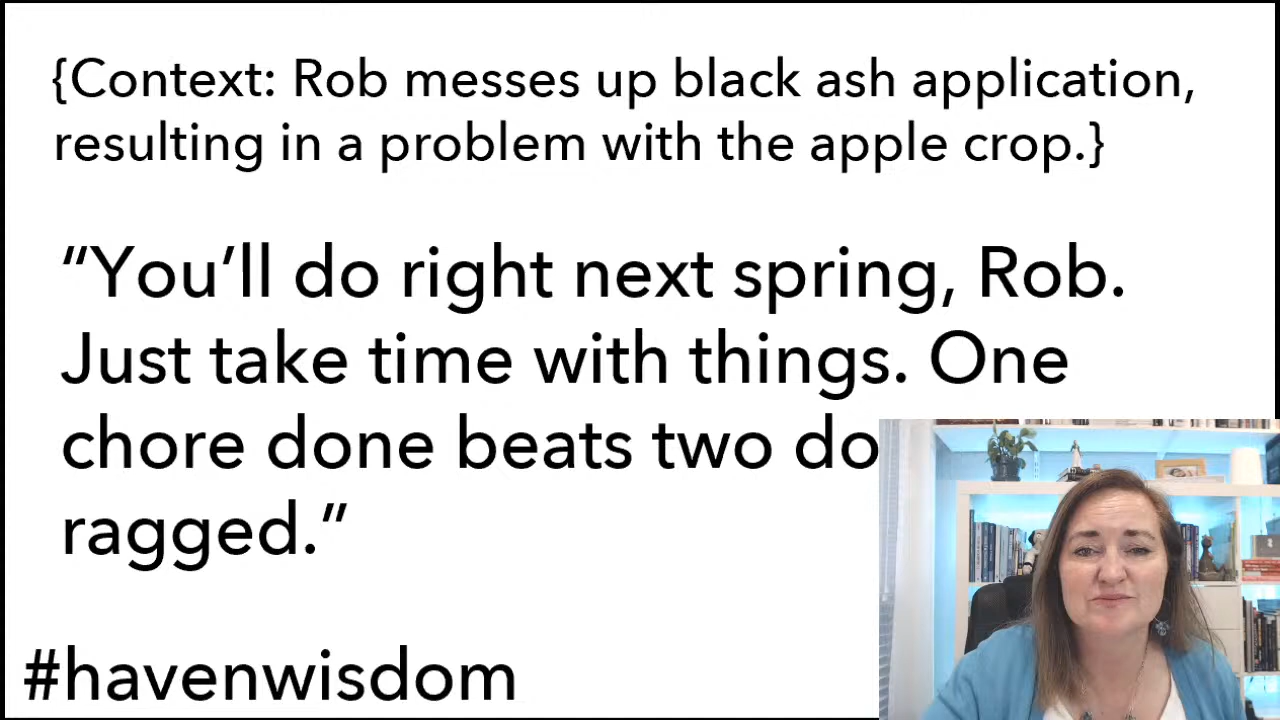 {Context: Rob messes up black ash application,
resulting in a problem with the apple crop.}
“You’ll do right next spring, Rob.
Just take time with things. One
chore done beats two do
ragged.”
#havenwisdom